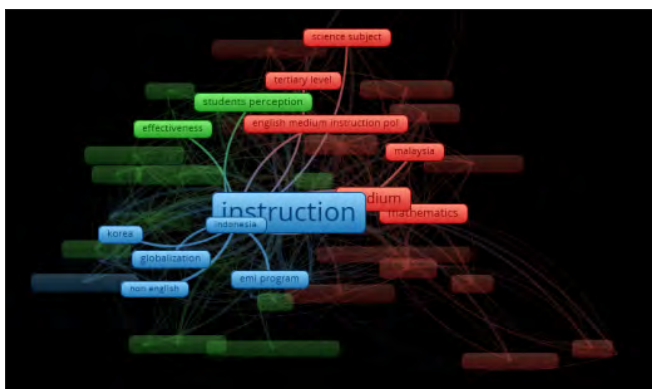 science subject
tertiary level
students perception
english medium instruction pol
effectiveness
malaysia
dium
instruction
mathematics
indonesia
korea
globalization
emi program
non english